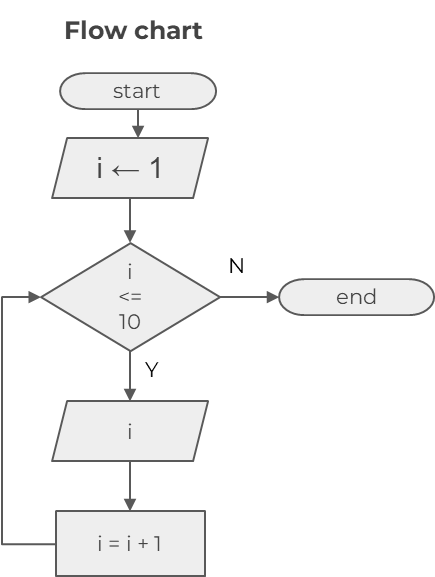 Flow chart
start
i ← 1
i
<=
10
N
end
Y
i
i = i + 1